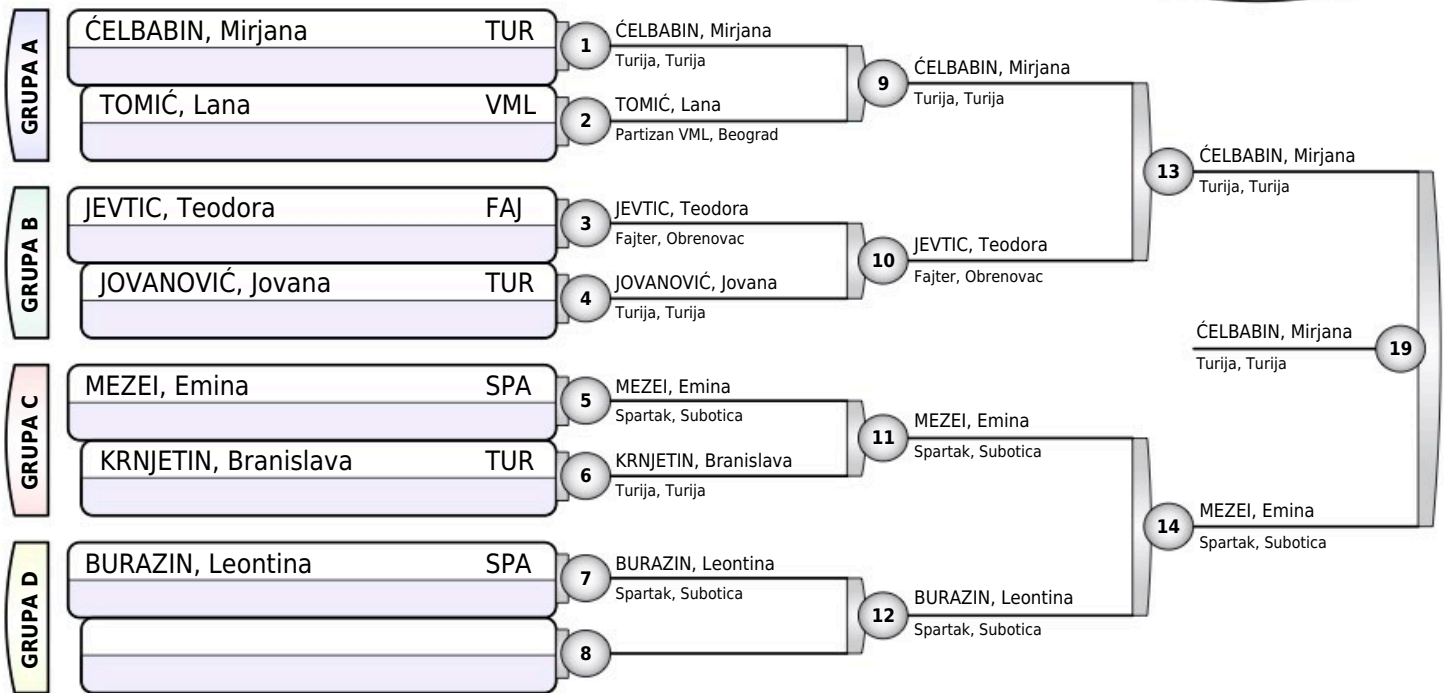 GRUPA A
ĆELBABIN, Mirjana TUR
TOMIĆ, Lana VML
1
ĆELBABIN, Mirjana
Turija, Turija
2
TOMIĆ, Lana
Partizan VML, Beograd
9
ĆELBABIN, Mirjana
Turija, Turija
GRUPA B
JEVTIC, Teodora FAJ
JOVANOVIĆ, Jovana TUR
3
JEVTIC, Teodora
Fajter, Obrenovac
4
JOVANOVIĆ, Jovana
Turija, Turija
10
JEVTIC, Teodora
Fajter, Obrenovac
13
ĆELBABIN, Mirjana
Turija, Turija
GRUPA C
MEZEI, Emina SPA
KRNJETIN, Branislava TUR
5
MEZEI, Emina
Spartak, Subotica
6
KRNJETIN, Branislava
Turija, Turija
11
MEZEI, Emina
Spartak, Subotica
GRUPA D
BURAZIN, Leontina SPA
7
BURAZIN, Leontina
Spartak, Subotica
8
12
BURAZIN, Leontina
Spartak, Subotica
14
MEZEI, Emina
Spartak, Subotica
ĆELBABIN, Mirjana
Turija, Turija
19